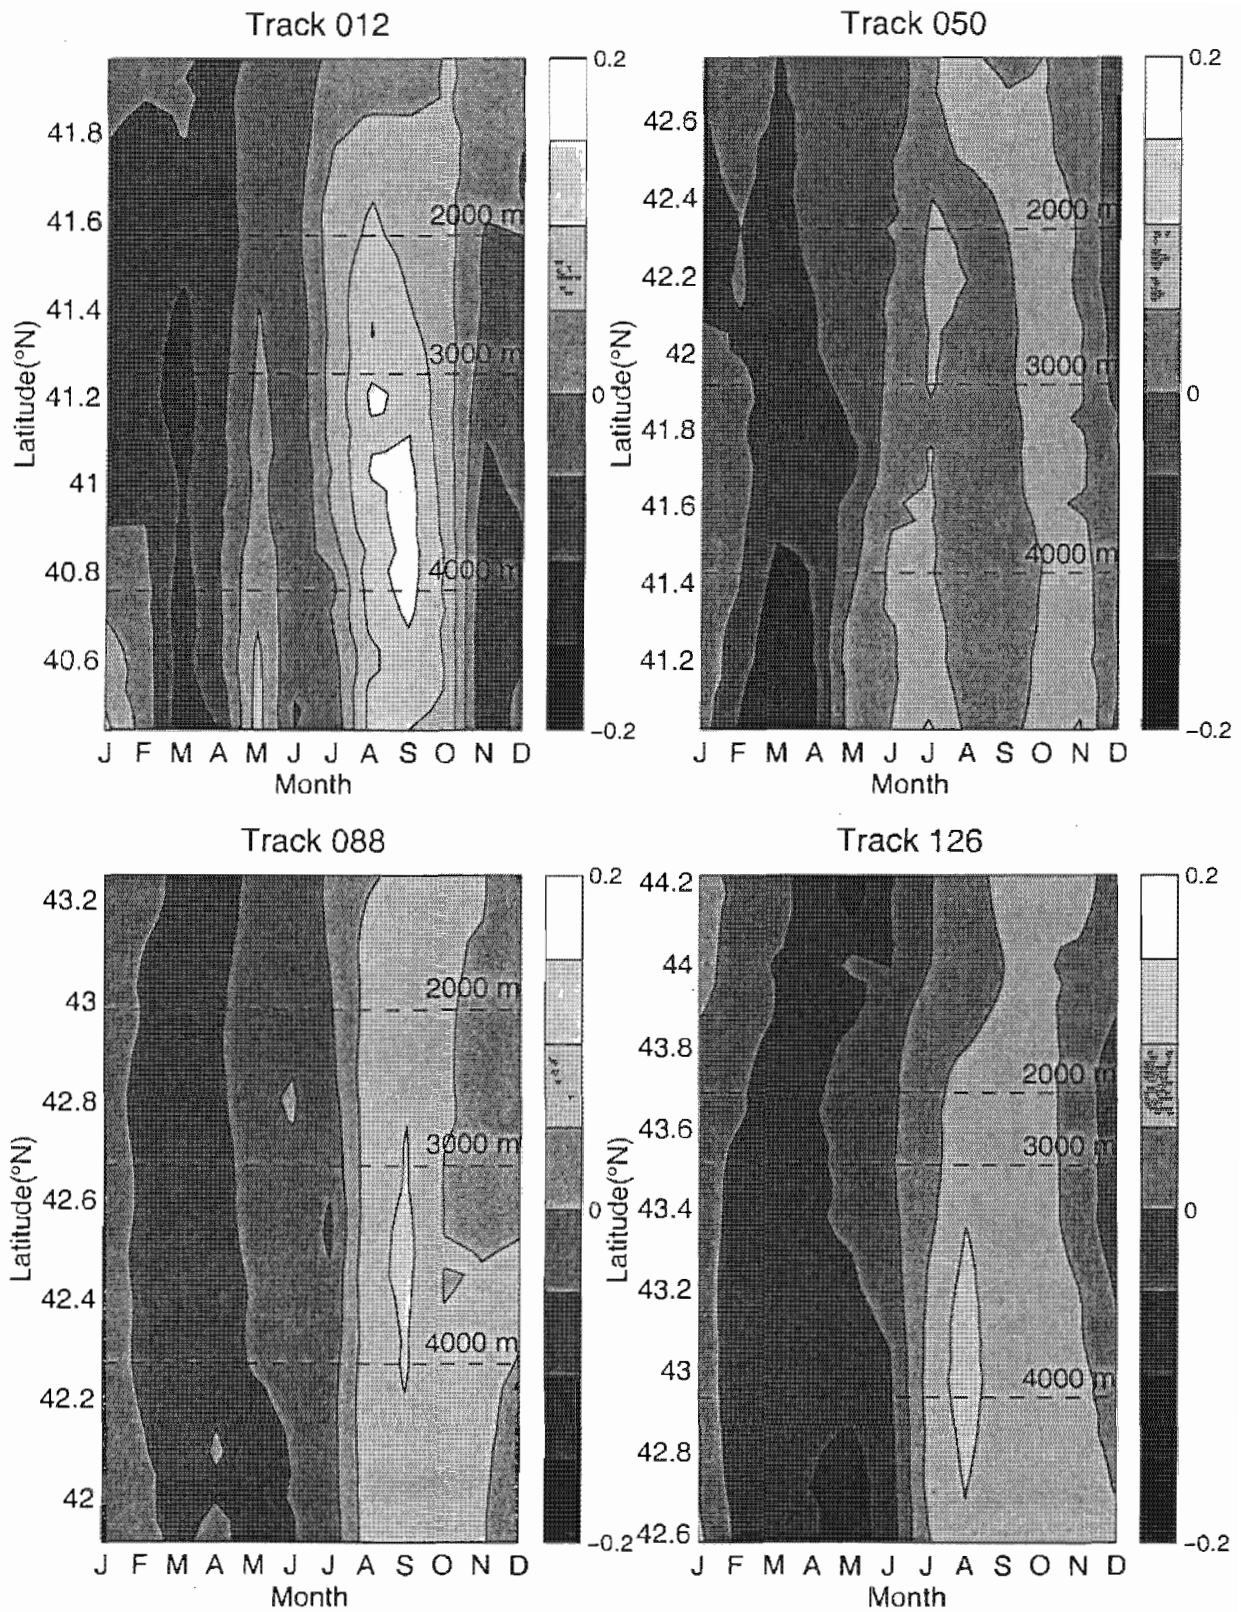 Track 012
41.8
41.6
41.4
41.2
41
40.8
40.6
Latitude(°N)
2000 m
3000 m
4000 m
J F M A M J J A S O N D
Month
0.2
0
−0.2
Track 050
42.6
42.4
42.2
42
41.8
41.6
41.4
41.2
Latitude(°N)
2000 m
3000 m
4000 m
J F M A M J J A S O N D
Month
0.2
0
−0.2
Track 088
43.2
43
42.8
42.6
42.4
42.2
42
Latitude(°N)
2000 m
3000 m
4000 m
J F M A M J J A S O N D
Month
0.2
0
−0.2
Track 126
44.2
44
43.8
43.6
43.4
43.2
43
42.8
42.6
Latitude(°N)
2000 m
3000 m
4000 m
J F M A M J J A S O N D
Month
0.2
0
−0.2